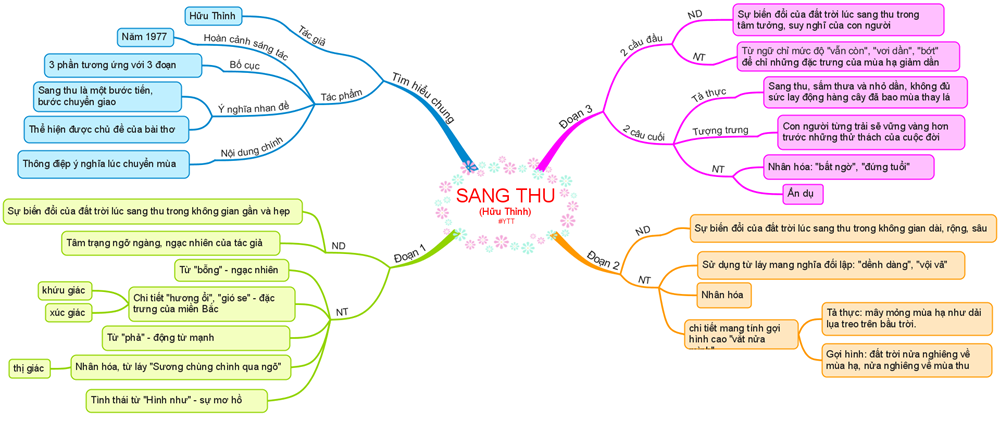 SANG THU
(Hữu Thỉnh)
#YTT
Tìm hiểu chung
Tác giả
Hữu Thỉnh
Tác phẩm
Hoàn cảnh sáng tác
Năm 1977
Bố cục
3 phần tương ứng với 3 đoạn
Ý nghĩa nhan đề
Sang thu là một bước tiến,
bước chuyển giao
Thể hiện được chủ đề của bài thơ
Nội dung chính
Thông điệp ý nghĩa lúc chuyển mùa
Đoạn 1
ND
Sự biến đổi của đất trời lúc sang thu trong không gian gần và hẹp
Tâm trạng ngỡ ngàng, ngạc nhiên của tác giả
NT
Từ "bỗng" - ngạc nhiên
Chi tiết "hương ổi", "gió se" - đặc
trưng của miền Bắc
khứu giác
xúc giác
Từ "phả" - động từ mạnh
Nhân hóa, từ láy "Sương chùng chình qua ngõ"
thị giác
Tình thái từ "Hình như" - sự mơ hồ
Đoạn 2
ND
Sự biến đổi của đất trời lúc sang thu trong không gian dài, rộng, sâu
NT
Sử dụng từ láy mang nghĩa đối lập: "dềnh dàng", "vội vã"
Nhân hóa
chi tiết mang tính gợi
hình cao "vắt nửa
Tả thực: mây mỏng mùa hạ như dải
lụa treo trên bầu trời.
Gợi hình: đất trời nửa nghiêng về
mùa hạ, nửa nghiêng về mùa thu
Đoạn 3
2 câu đầu
ND
Sự biến đổi của đất trời lúc sang thu trong
tâm tưởng, suy nghĩ của con người
NT
Từ ngữ chỉ mức độ "vẫn còn", "vơi dần", "bớt"
để chỉ những đặc trưng của mùa hạ giảm dần
2 câu cuối
Tả thực
Sang thu, sấm thưa và nhỏ dần, không đủ
sức lay động hàng cây đã bao mùa thay lá
Tượng trưng
Con người từng trải sẽ vững vàng hơn
trước những thử thách của cuộc đời
NT
Nhân hóa: "bất ngờ", "đứng tuổi"
Ẩn dụ